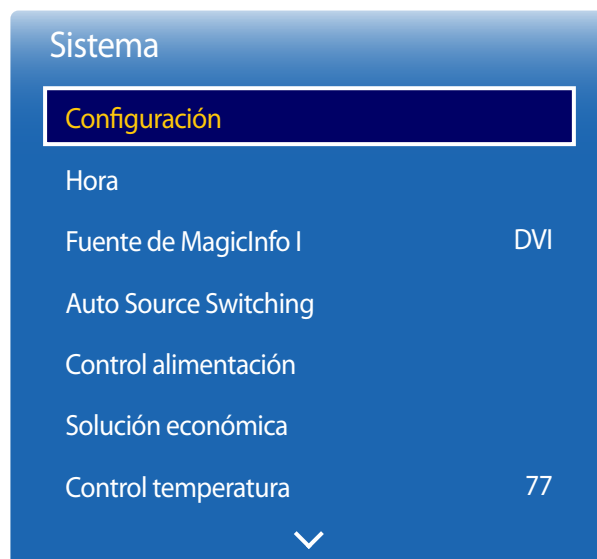 Sistema
Configuración
Hora
Fuente de MagicInfo I DVI
Auto Source Switching
Control alimentación
Solución económica
Control temperatura 77